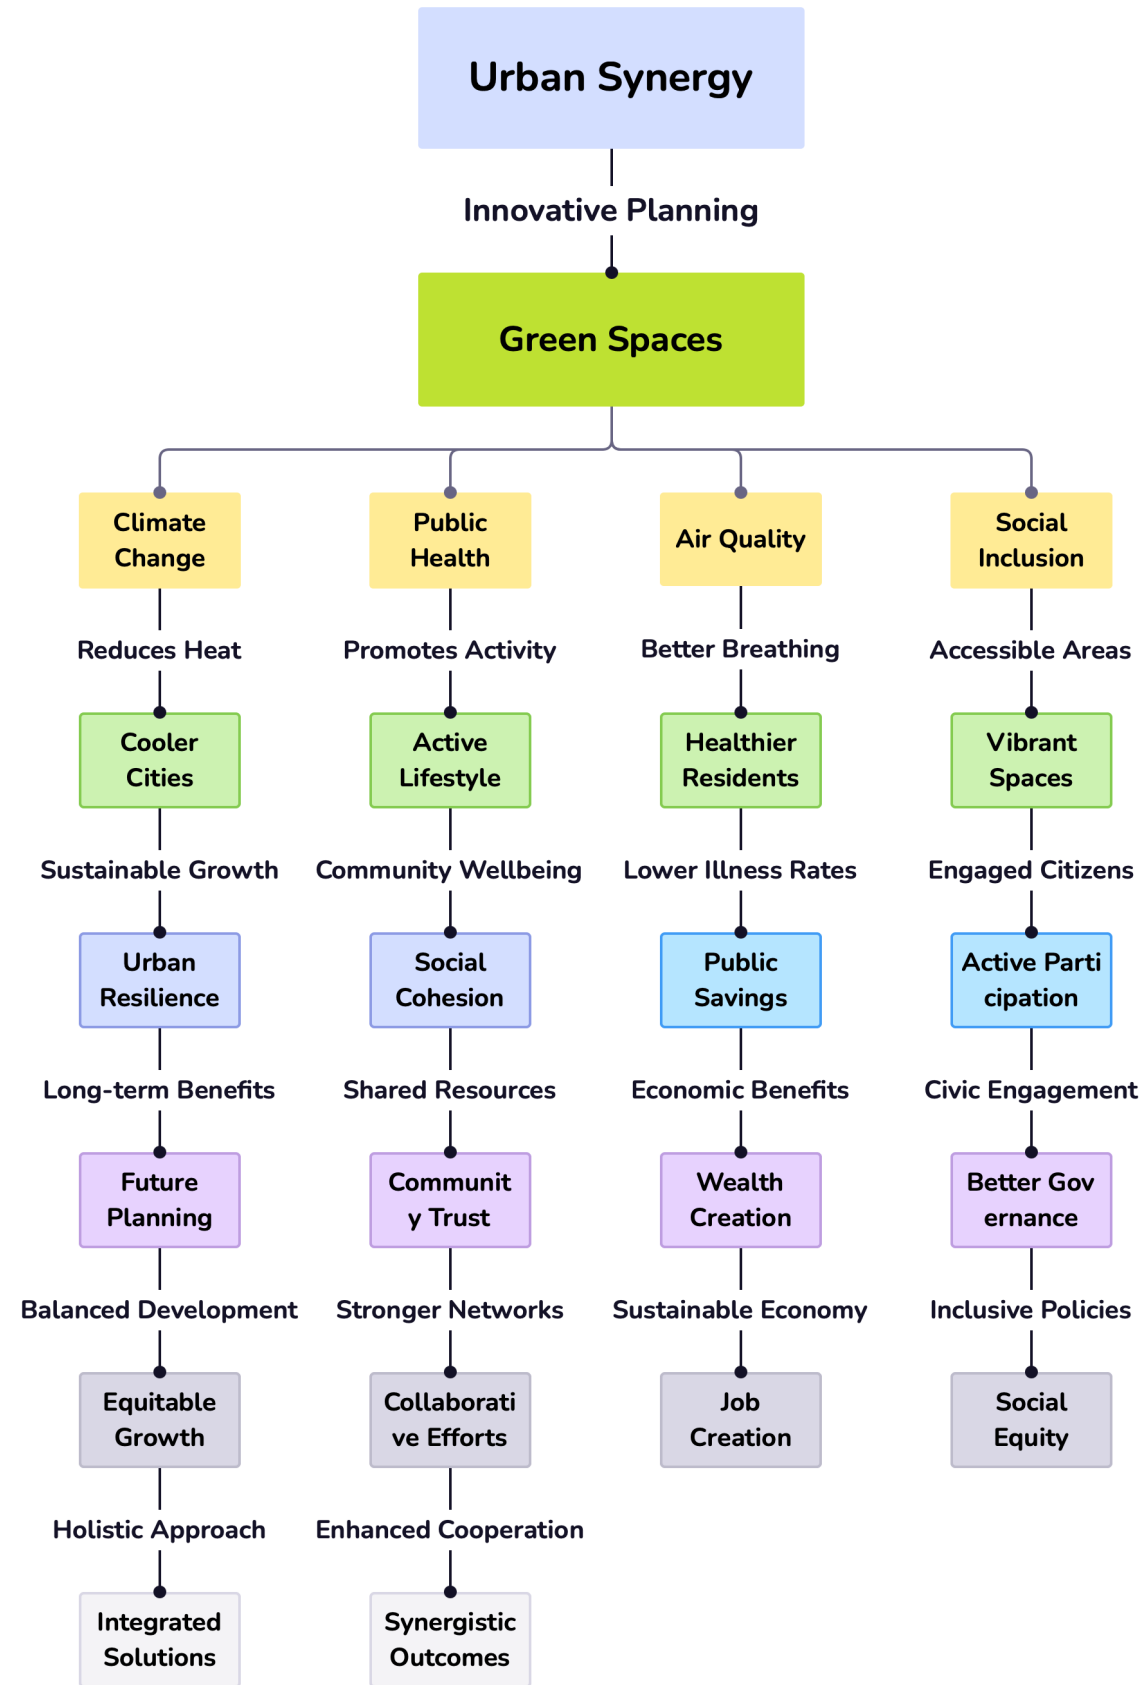 Urban Synergy
Innovative Planning
Green Spaces
Climate
Change
Public
Health
Air Quality
Social
Inclusion
Reduces Heat
Promotes Activity
Better Breathing
Accessible Areas
Cooler
Cities
Active
Lifestyle
Healthier
Residents
Vibrant
Spaces
Sustainable Growth
Community Wellbeing
Lower Illness Rates
Engaged Citizens
Urban
Resilience
Social
Cohesion
Public
Savings
Active Parti
cipation
Long-term Benefits
Shared Resources
Economic Benefits
Civic Engagement
Future
Planning
Communit
y Trust
Wealth
Creation
Better Gov
ernance
Balanced Development
Stronger Networks
Sustainable Economy
Inclusive Policies
Equitable
Growth
Collaborati
ve Efforts
Job
Creation
Social
Equity
Holistic Approach
Enhanced Cooperation
Integrated
Solutions
Synergistic
Outcomes